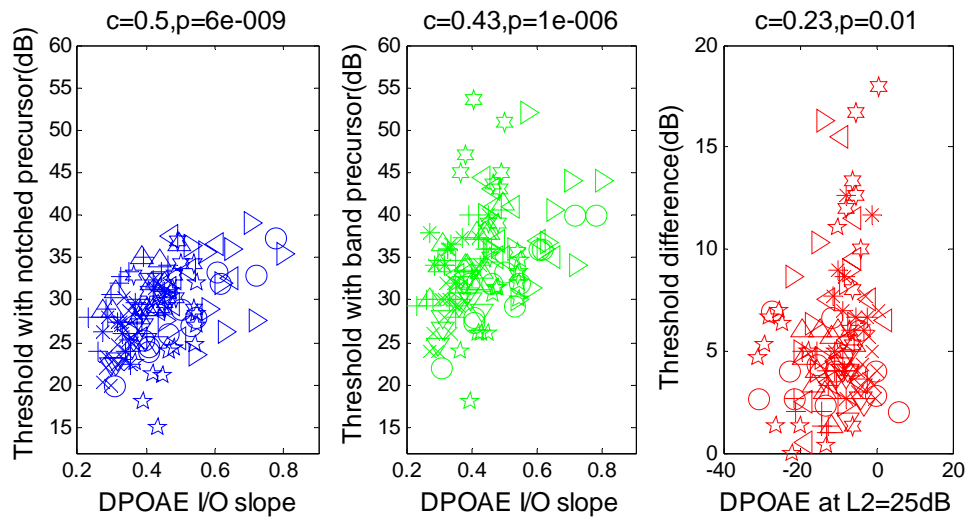 c=0.5,p=6e-009
60
55
50
45
40
35
30
25
20
15
Threshold with notched precursor(dB)
0.2 0.4 0.6 0.8
DPOAE I/O slope
c=0.43,p=1e-006
60
55
50
45
40
35
30
25
20
15
Threshold with band precursor(dB)
0.2 0.4 0.6 0.8
DPOAE I/O slope
c=0.23,p=0.01
20
15
10
5
0
Threshold difference(dB)
-40 -20 0 20
DPOAE at L2=25dB